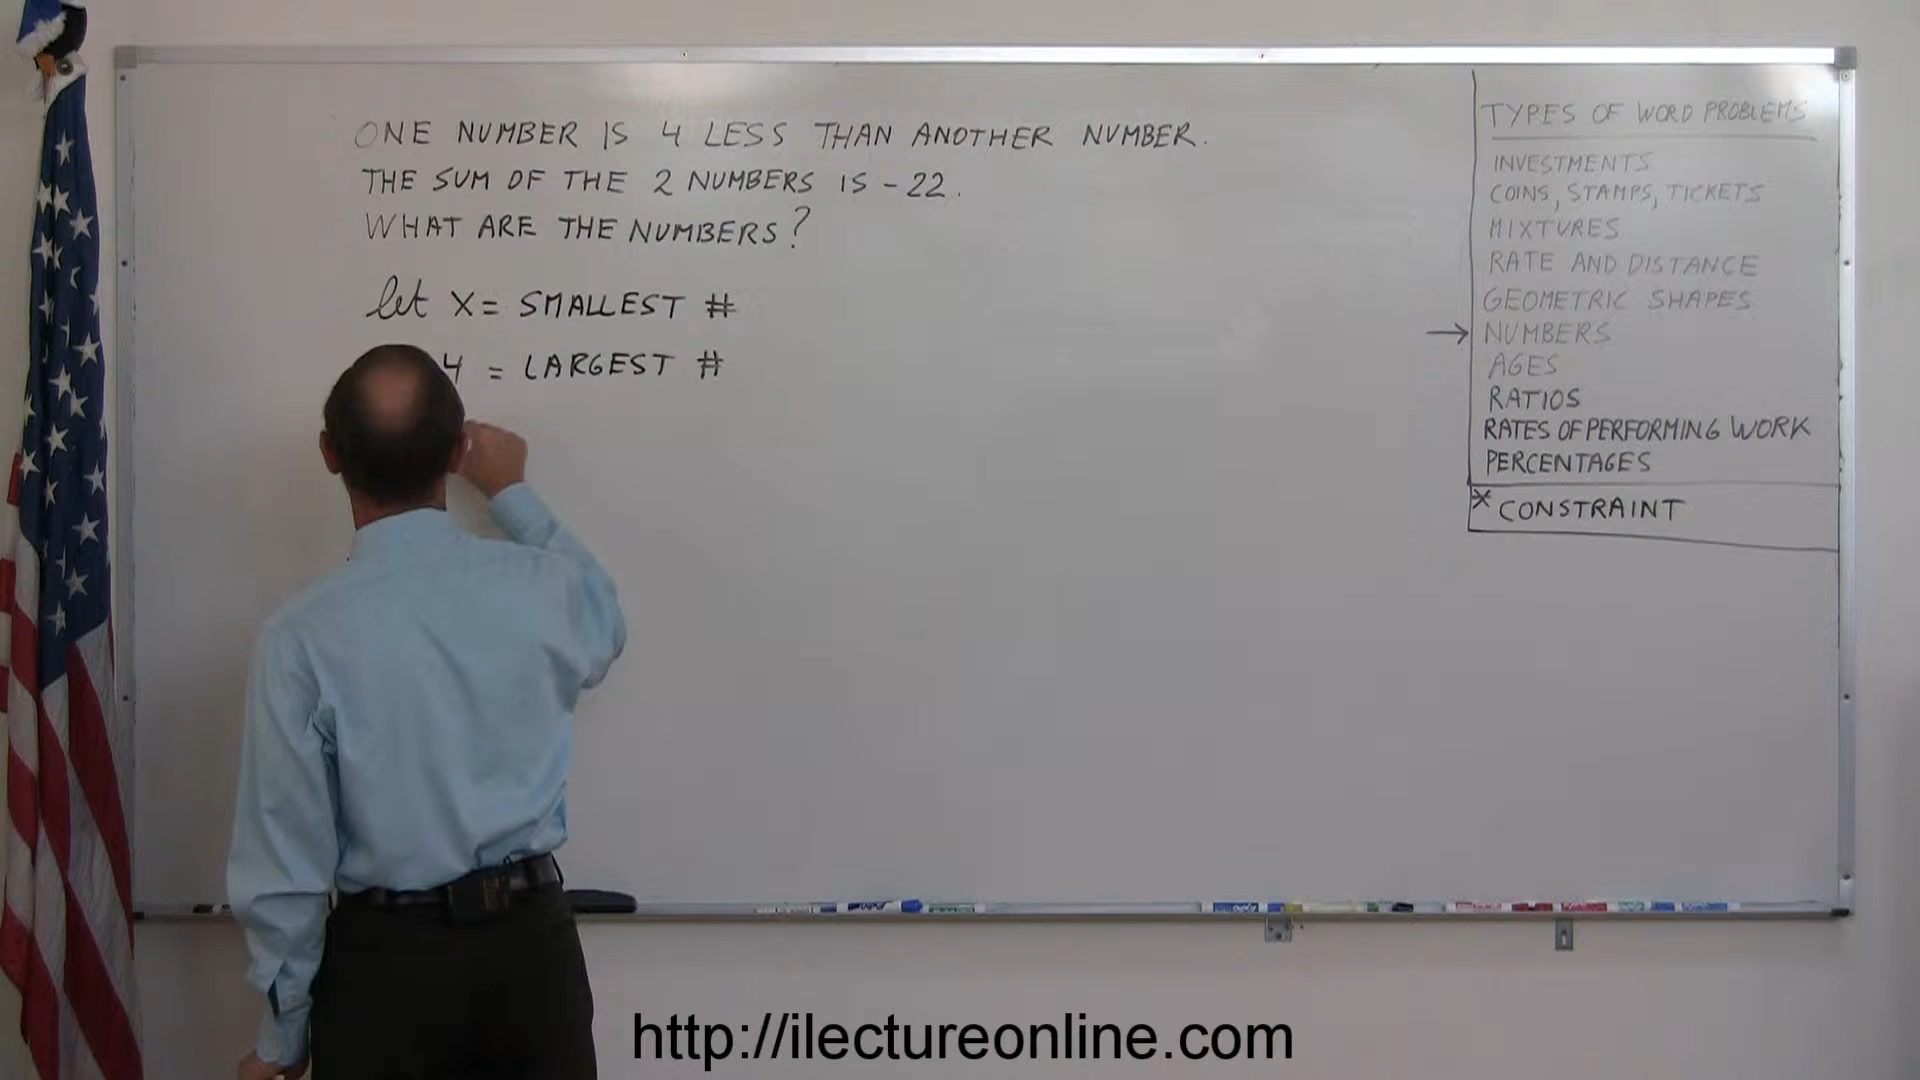 ONE NUMBER IS 4 LESS THAN ANOTHER NUMBER.
THE SUM OF THE 2 NUMBERS IS -22.
WHAT ARE THE NUMBERS?
let X = SMALLEST #
4 = LARGEST #
TYPES OF WORD PROBLEMS
INVESTMENTS
COINS, STAMPS, TICKETS
MIXTURES
RATE AND DISTANCE
GEOMETRIC SHAPES
→ NUMBERS
AGES
RATIOS
RATES OF PERFORMING WORK
PERCENTAGES
* CONSTRAINT
http://ilectureonline.com